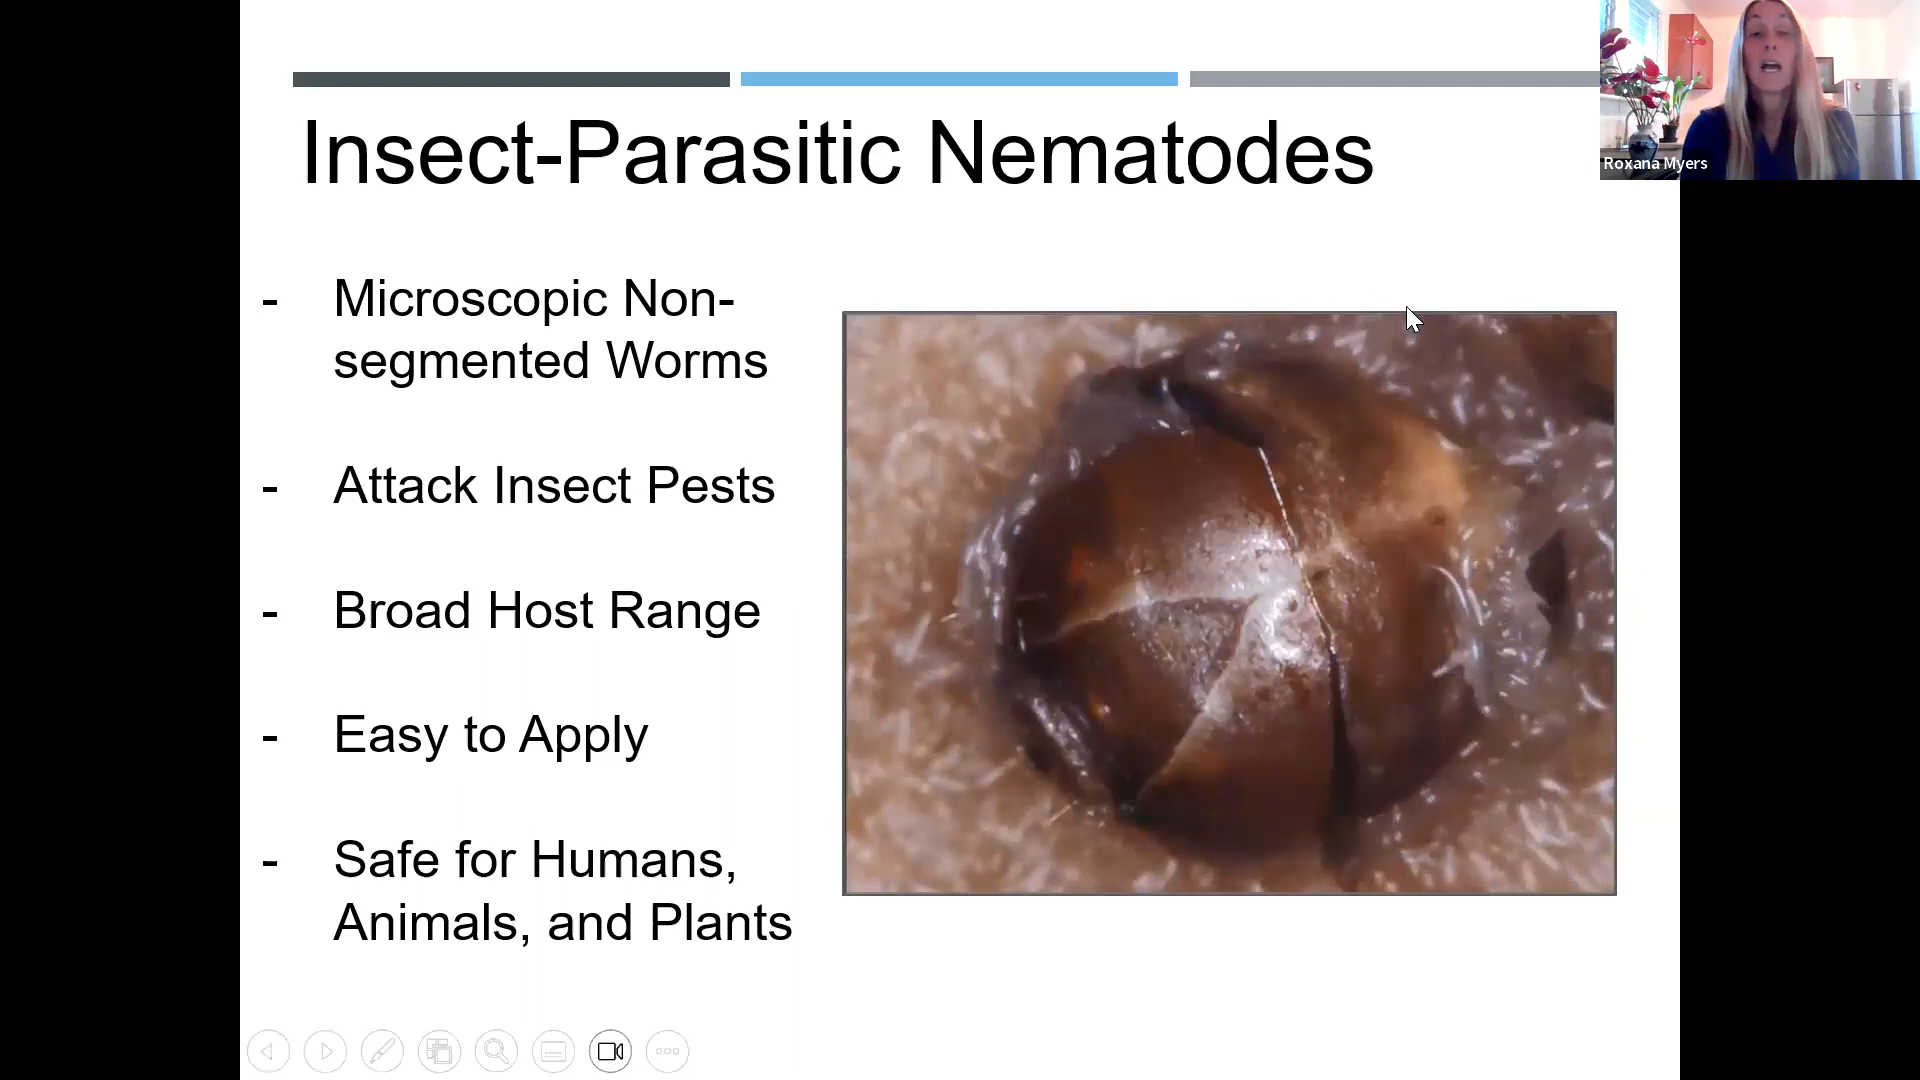 Insect-Parasitic Nematodes
Roxana Myers
- Microscopic Non-
segmented Worms
- Attack Insect Pests
- Broad Host Range
- Easy to Apply
- Safe for Humans,
Animals, and Plants